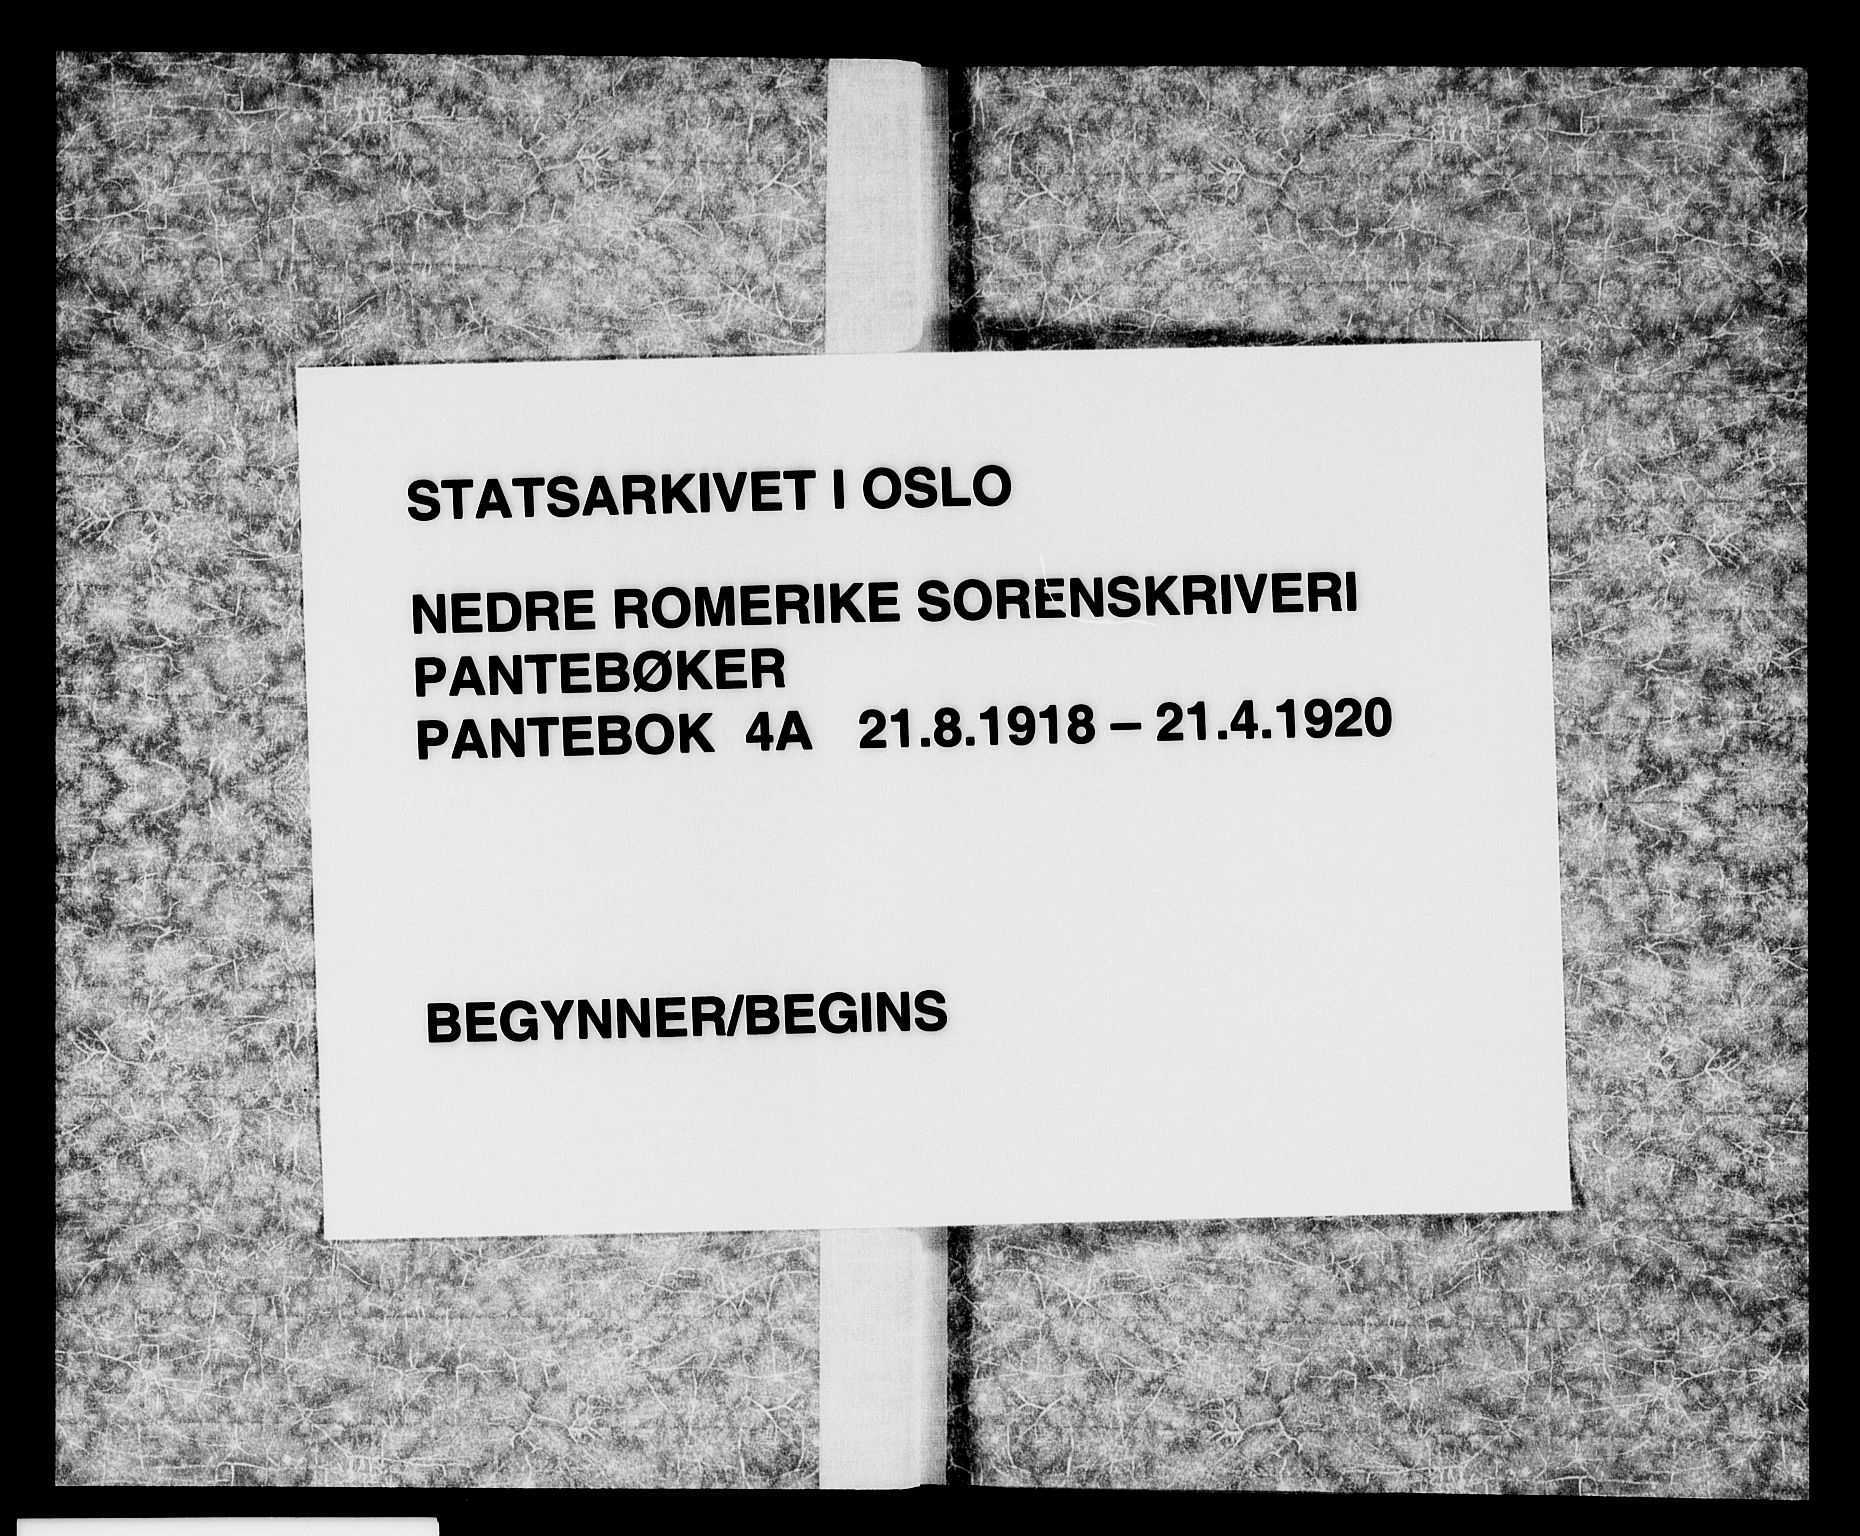 STATSARKIVET I OSLO
NEDRE ROMERIKE SORENSKRIVERI
PANTEBØKER
PANTEBOK 4A 21.8.1918 – 21.4.1920
BEGYNNER/BEGINS